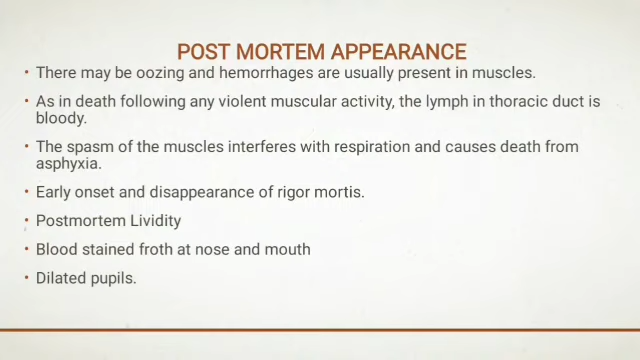 POST MORTEM APPEARANCE
• There may be oozing and hemorrhages are usually present in muscles.
• As in death following any violent muscular activity, the lymph in thoracic duct is
bloody.
• The spasm of the muscles interferes with respiration and causes death from
asphyxia.
• Early onset and disappearance of rigor mortis.
• Postmortem Lividity
• Blood stained froth at nose and mouth
• Dilated pupils.